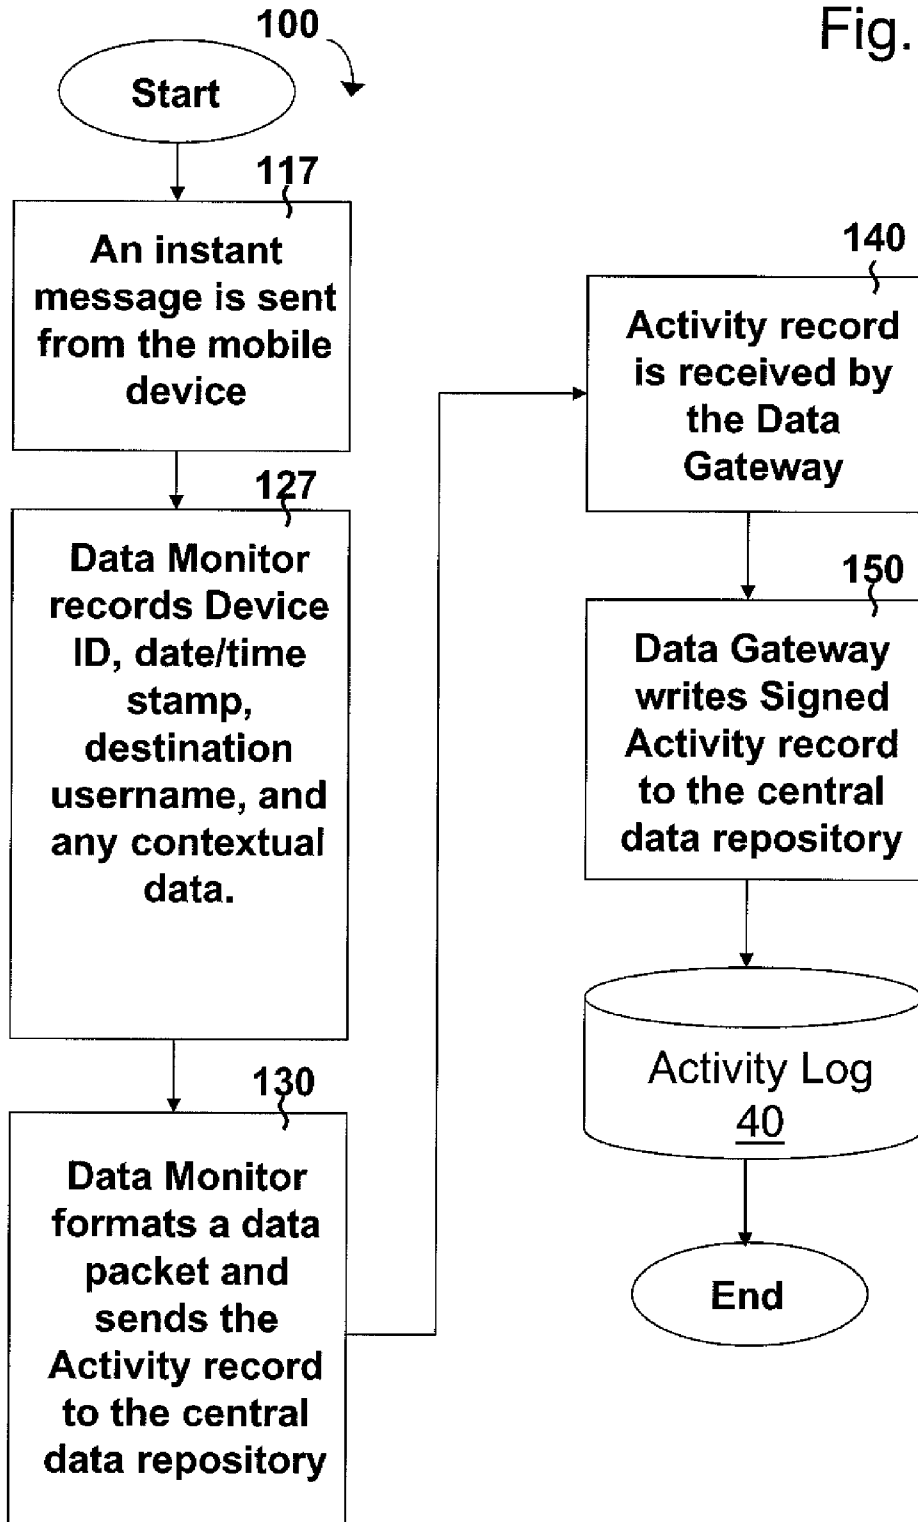 100
Fig.
Start
117
An instant
message is sent
from the mobile
device
127
Data Monitor
records Device
ID, date/time
stamp,
destination
username, and
any contextual
data.
130
Data Monitor
formats a data
packet and
sends the
Activity record
to the central
data repository
140
Activity record
is received by
the Data
Gateway
150
Data Gateway
writes Signed
Activity record
to the central
data repository
Activity Log
40
End